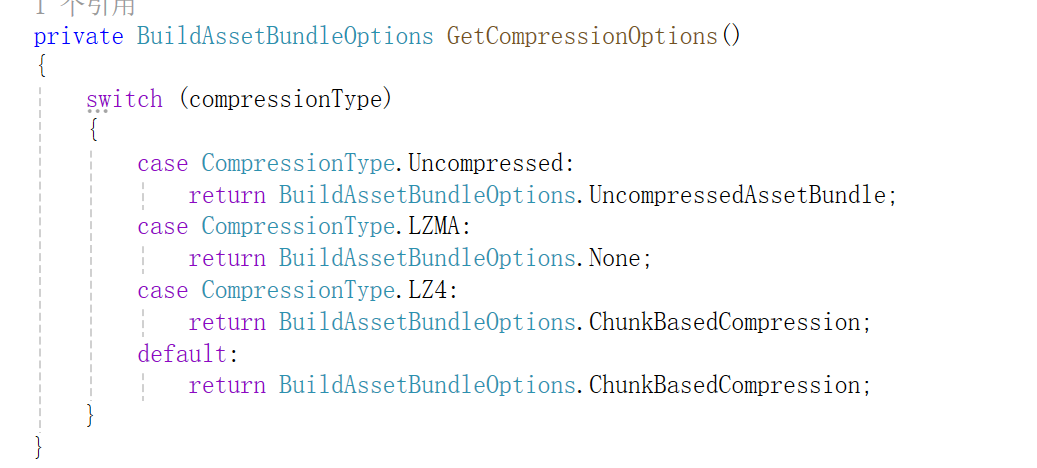 1 个引用
private BuildAssetBundleOptions GetCompressionOptions()
{
switch (compressionType)
{
case CompressionType.Uncompressed:
return BuildAssetBundleOptions.UncompressedAssetBundle;
case CompressionType.LZMA:
return BuildAssetBundleOptions.None;
case CompressionType.LZ4:
return BuildAssetBundleOptions.ChunkBasedCompression;
default:
return BuildAssetBundleOptions.ChunkBasedCompression;
}
}